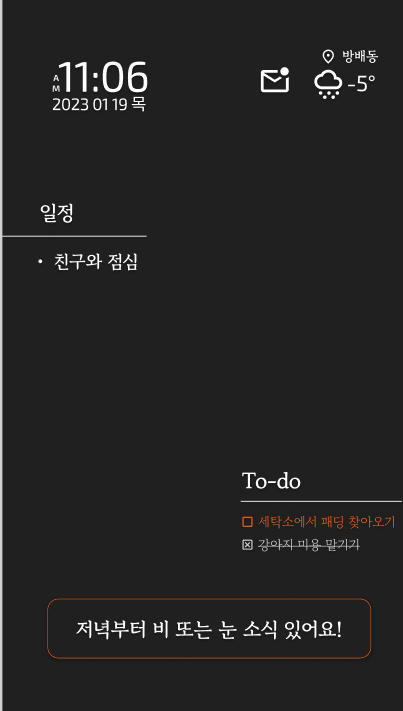 AM 11:06
2023 01 19 목
방배동
-5°
일정
• 친구와 점심
To-do
세탁소에서 패딩 찾아오기
강아지 미용 맡기기
저녁부터 비 또는 눈 소식 있어요!